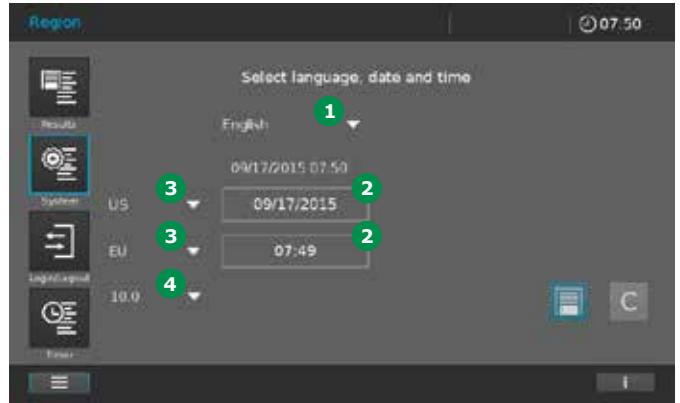 Region
07:50
Select language, date and time
Results
1
English
09/17/2015 07:50
System
3
2
US
09/17/2015
3
2
EU
07:49
Login/Logout
4
10.0
C
Timer
i